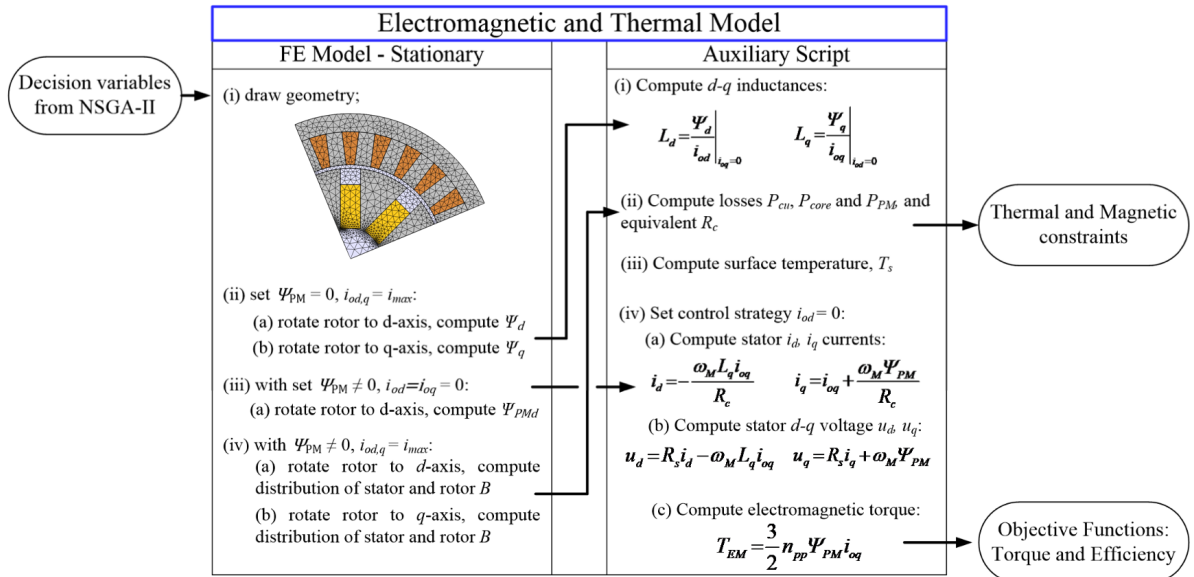 Electromagnetic and Thermal Model
Decision variables
from NSGA-II
FE Model - Stationary
(i) draw geometry;
(ii) set Ψ_PM = 0, i_od,q = i_max:
(a) rotate rotor to d-axis, compute Ψ_d
(b) rotate rotor to q-axis, compute Ψ_q
(iii) with set Ψ_PM ≠ 0, i_od=i_oq = 0:
(a) rotate rotor to d-axis, compute Ψ_PMd
(iv) with Ψ_PM ≠ 0, i_od,q = i_max:
(a) rotate rotor to d-axis, compute
distribution of stator and rotor B
(b) rotate rotor to q-axis, compute
distribution of stator and rotor B
Auxiliary Script
(i) Compute d-q inductances:
L_d = Ψ_d / i_od |_i_oq=0 L_q = Ψ_q / i_oq |_i_od=0
(ii) Compute losses P_cu, P_core and P_PM, and
equivalent R_c
(iii) Compute surface temperature, T_s
(iv) Set control strategy i_od = 0:
(a) Compute stator i_d, i_q currents:
i_d = − ω_M L_q i_oq / R_c i_q = i_oq + ω_M Ψ_PM / R_c
(b) Compute stator d-q voltage u_d, u_q:
u_d = R_s i_d − ω_M L_q i_oq u_q = R_s i_q + ω_M Ψ_PM
(c) Compute electromagnetic torque:
T_EM = 3/2 n_pp Ψ_PM i_oq
Thermal and Magnetic
constraints
Objective Functions:
Torque and Efficiency